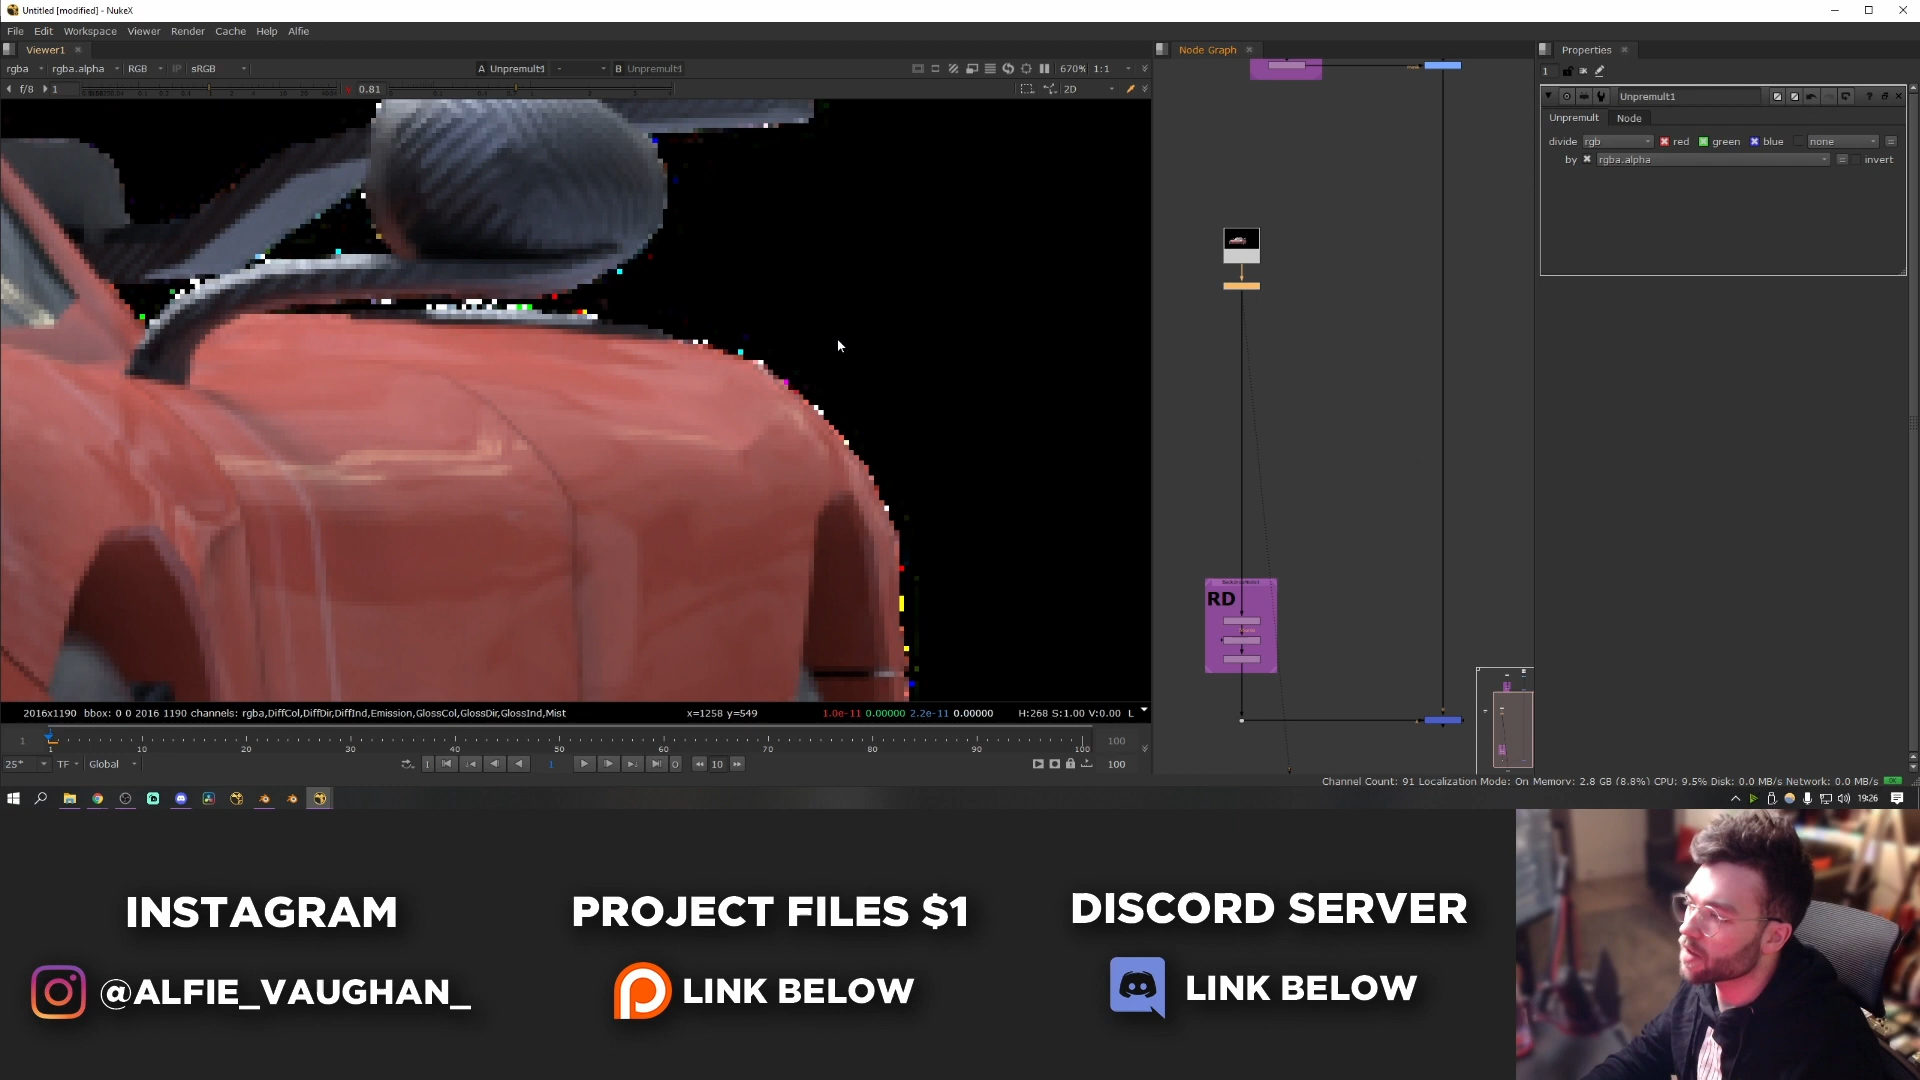 Untitled [modified] - NukeX
File Edit Workspace Viewer Render Cache Help Alfie
Viewer1
rgba rgba.alpha RGB IP sRGB A Unpremult1 - B Unpremult1 670% 1:1
f/8 1 0.81 2D
2016x1190 bbox: 0 0 2016 1190 channels: rgba,DiffCol,DiffDir,DiffInd,Emission,GlossCol,GlossDir,GlossInd,Mist x=1258 y=549 1.0e-11 0.00000 2.2e-11 0.00000 H:268 S:1.00 V:0.00 L
1 1 10 20 30 40 50 60 70 80 90 100 100
25* TF Global 1 10 100
Node Graph
RD
Properties
1
Unpremult1
Unpremult Node
divide rgb red green blue none =
by rgba.alpha = invert
Channel Count: 91 Localization Mode: On Memory: 2.8 GB (8.8%) CPU: 9.5% Disk: 0.0 MB/s Network: 0.0 MB/s
19:26
INSTAGRAM
@ALFIE_VAUGHAN_
PROJECT FILES $1
LINK BELOW
DISCORD SERVER
LINK BELOW